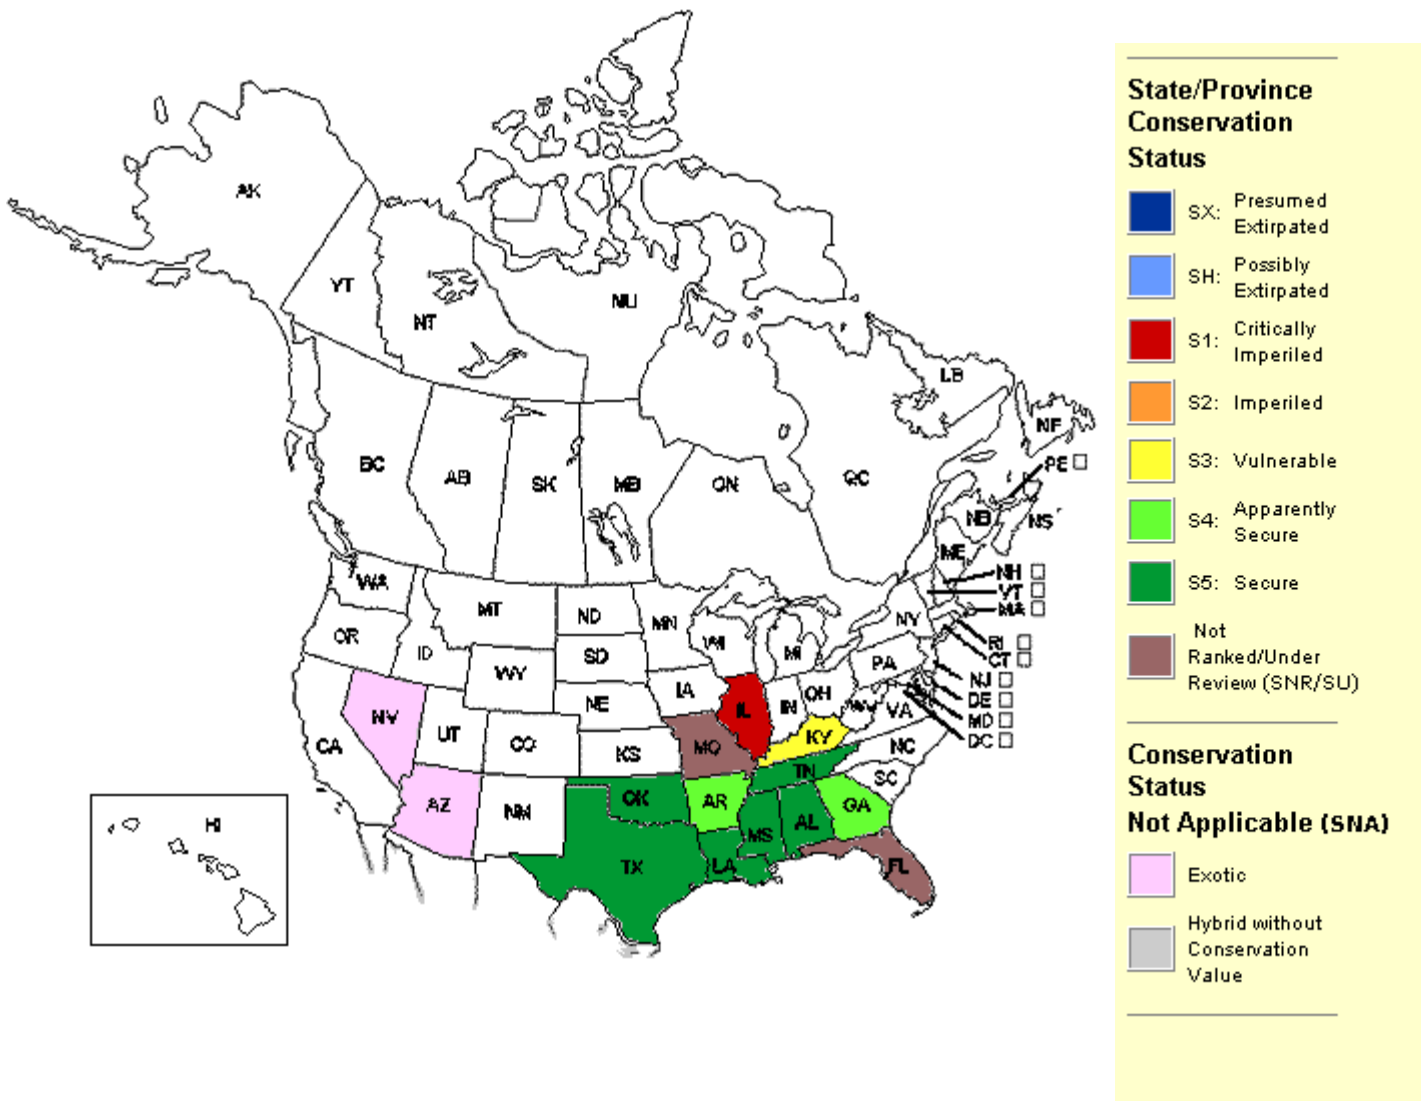 AK
YT
NT
NU
LB
NF
PE
BC
AB
SK
MB
ON
QC
NB
NS
ME
NH
VT
MA
WA
MT
ND
MN
WI
MI
NY
OR
ID
SD
WY
IA
NE
IL
IN
OH
PA
WV
VA
RI
CT
NJ
DE
MD
DC
NV
UT
CA
CO
KS
MO
KY
NC
TN
SC
AZ
NM
OK
AR
GA
MS
AL
TX
LA
FL
HI
State/Province
Conservation
Status
SX: Presumed
Extirpated
SH: Possibly
Extirpated
S1: Critically
Imperiled
S2: Imperiled
S3: Vulnerable
S4: Apparently
Secure
S5: Secure
Not
Ranked/Under
Review (SNR/SU)
Conservation
Status
Not Applicable (SNA)
Exotic
Hybrid without
Conservation
Value